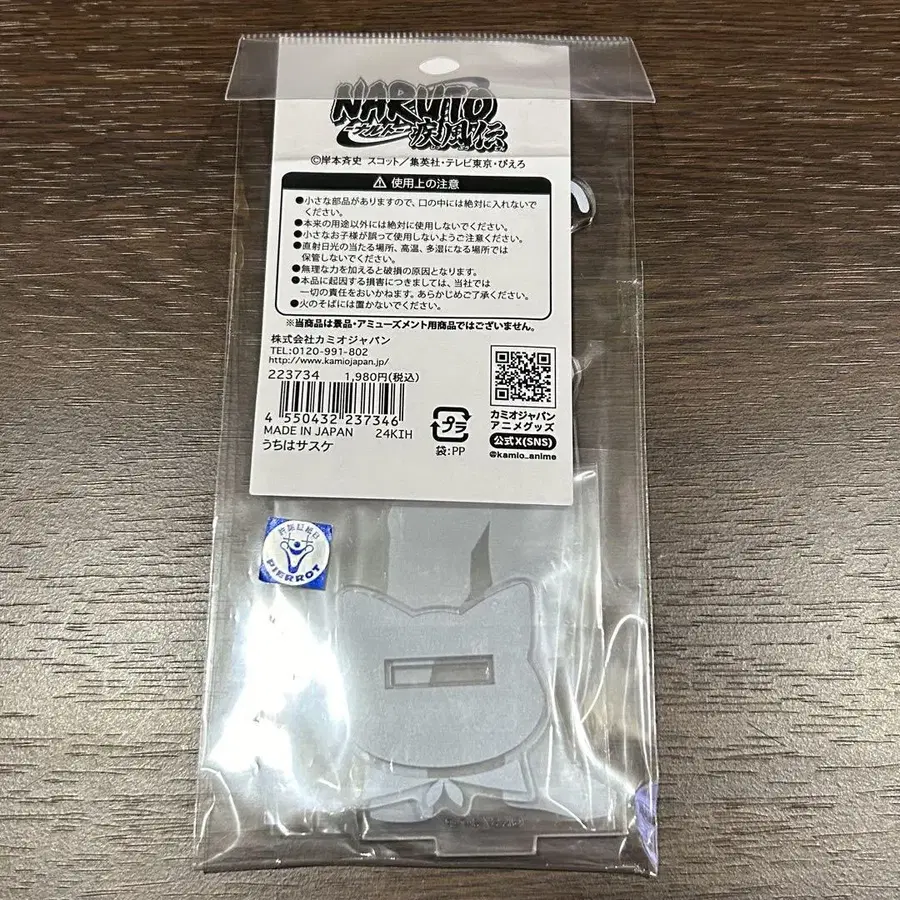 NARUTO
ナルト
疾風伝
©岸本斉史 スコット／集英社・テレビ東京・ぴえろ
⚠ 使用上の注意
●小さな部品がありますので、口の中には絶対に入れないで
ください。
●本来の用途以外には絶対に使用しないでください。
●小さなお子様が誤って使用しないようご注意ください。
●直射日光の当たる場所、高温、多湿になる場所では
保管しないでください。
●無理な力を加えると破損の原因となります。
●本品に起因する損害につきましては、当社では
一切の責任をおいかねます。あらかじめご了承ください。
●火のそばには置かないでください。
※当商品は景品・アミューズメント用商品ではございません。
株式会社カミオジャパン
TEL:0120-991-802
http://www.kamiojapan.jp/
223734 1,980円(税込)
4 550432 237346
MADE IN JAPAN 24KIH
うちはサスケ
プラ
袋:PP
カミオジャパン
アニメグッズ
公式X(SNS)
@kamio_anime
許諾証紙B
PIERROT